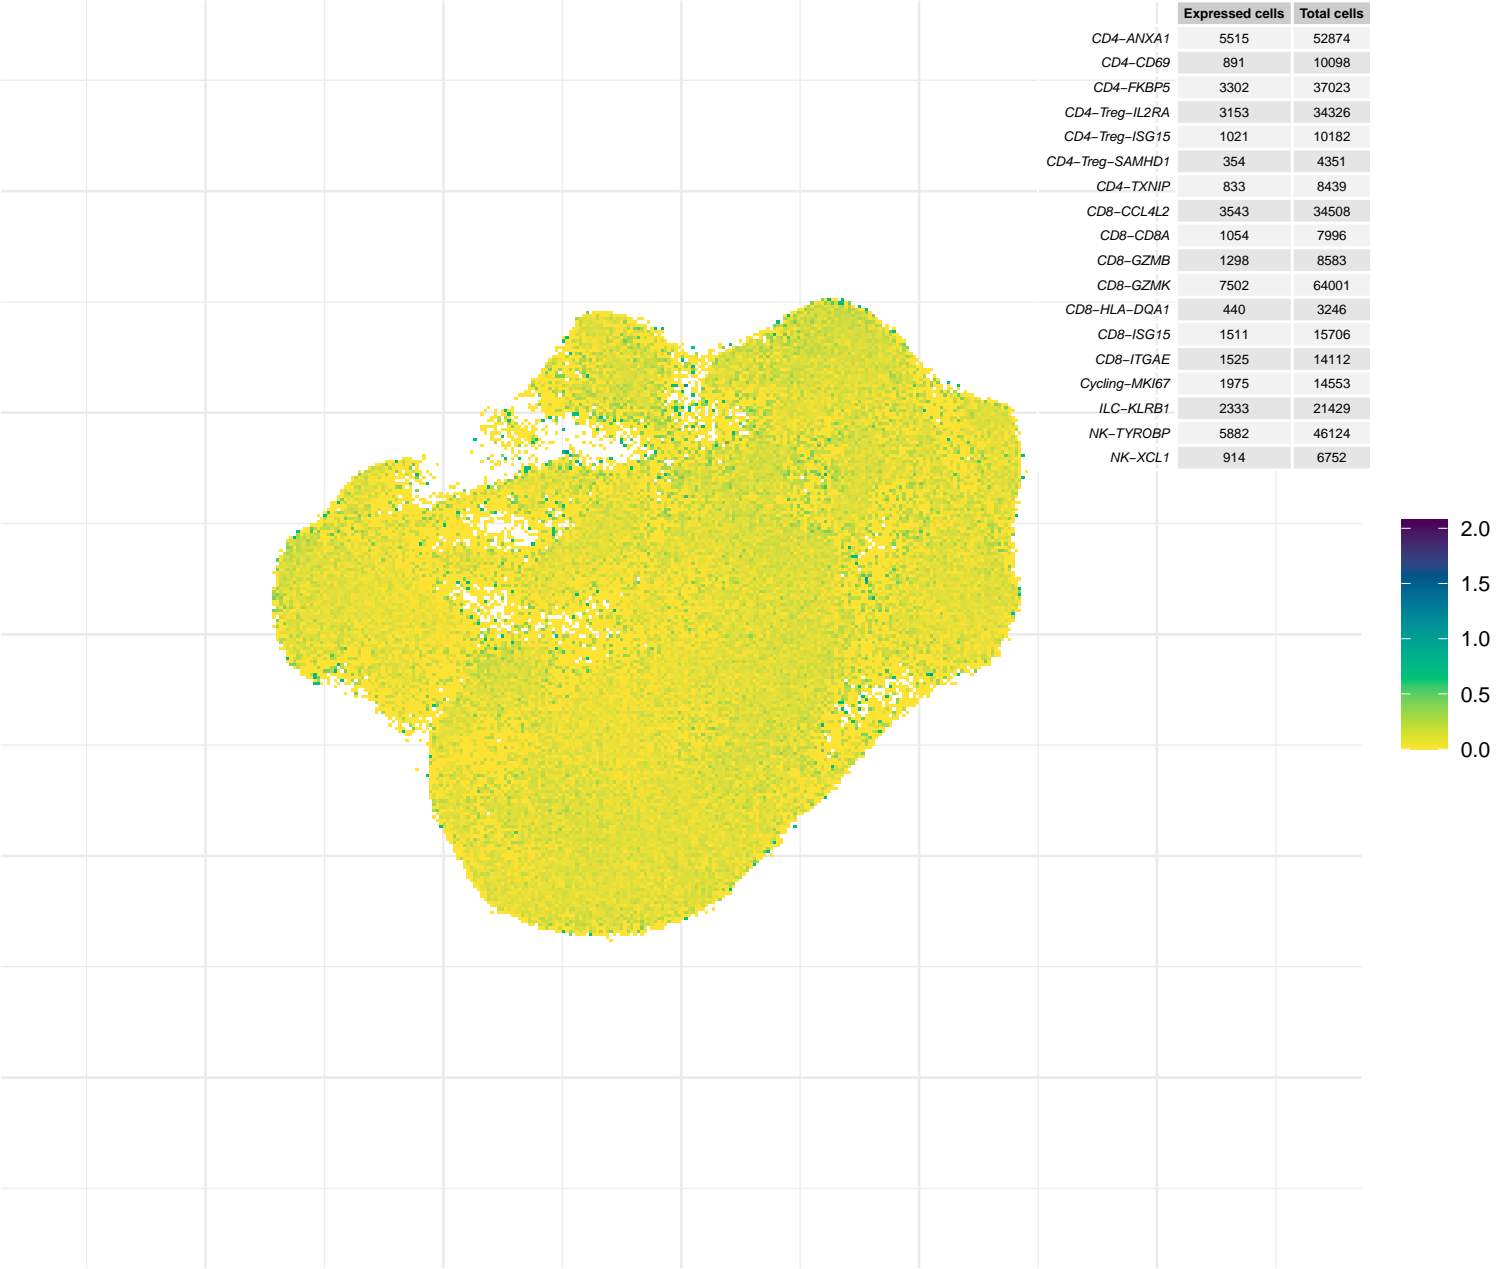 Expressed cells Total cells
CD4−ANXA1 5515 52874
CD4−CD69 891 10098
CD4−FKBP5 3302 37023
CD4−Treg−IL2RA 3153 34326
CD4−Treg−ISG15 1021 10182
CD4−Treg−SAMHD1 354 4351
CD4−TXNIP 833 8439
CD8−CCL4L2 3543 34508
CD8−CD8A 1054 7996
CD8−GZMB 1298 8583
CD8−GZMK 7502 64001
CD8−HLA−DQA1 440 3246
CD8−ISG15 1511 15706
CD8−ITGAE 1525 14112
Cycling−MKI67 1975 14553
ILC−KLRB1 2333 21429
NK−TYROBP 5882 46124
NK−XCL1 914 6752
2.0
1.5
1.0
0.5
0.0